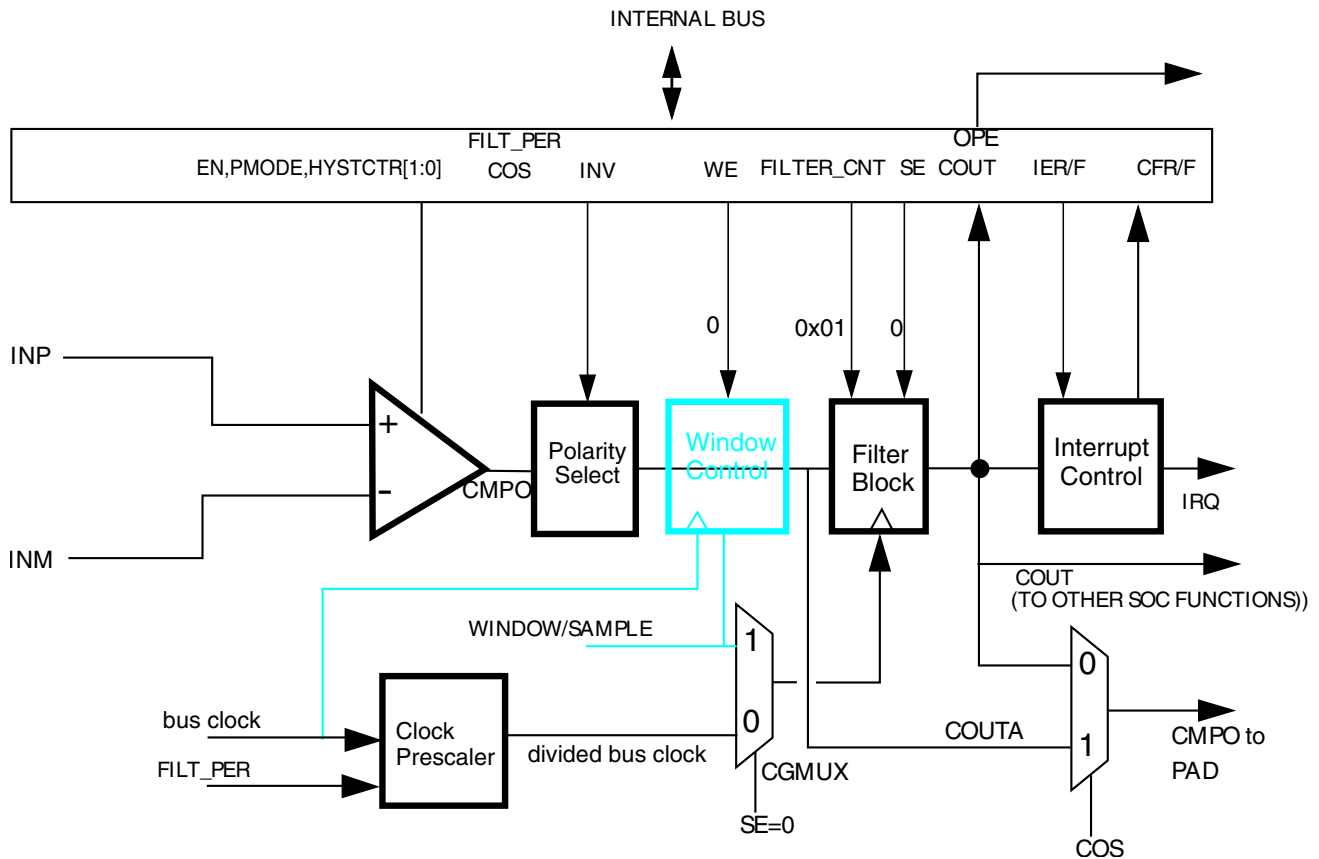 INTERNAL BUS
OPE
FILT_PER
EN,PMODE,HYSTCTR[1:0]
COS
INV
WE
FILTER_CNT
SE
COUT
IER/F
CFR/F
0
0x01
0
INP
+
-
INM
CMPO
Polarity
Select
Window
Control
Filter
Block
Interrupt
Control
IRQ
COUT
(TO OTHER SOC FUNCTIONS))
WINDOW/SAMPLE
1
0
bus clock
FILT_PER
Clock
Prescaler
divided bus clock
CGMUX
SE=0
COUTA
0
1
CMPO to
PAD
COS